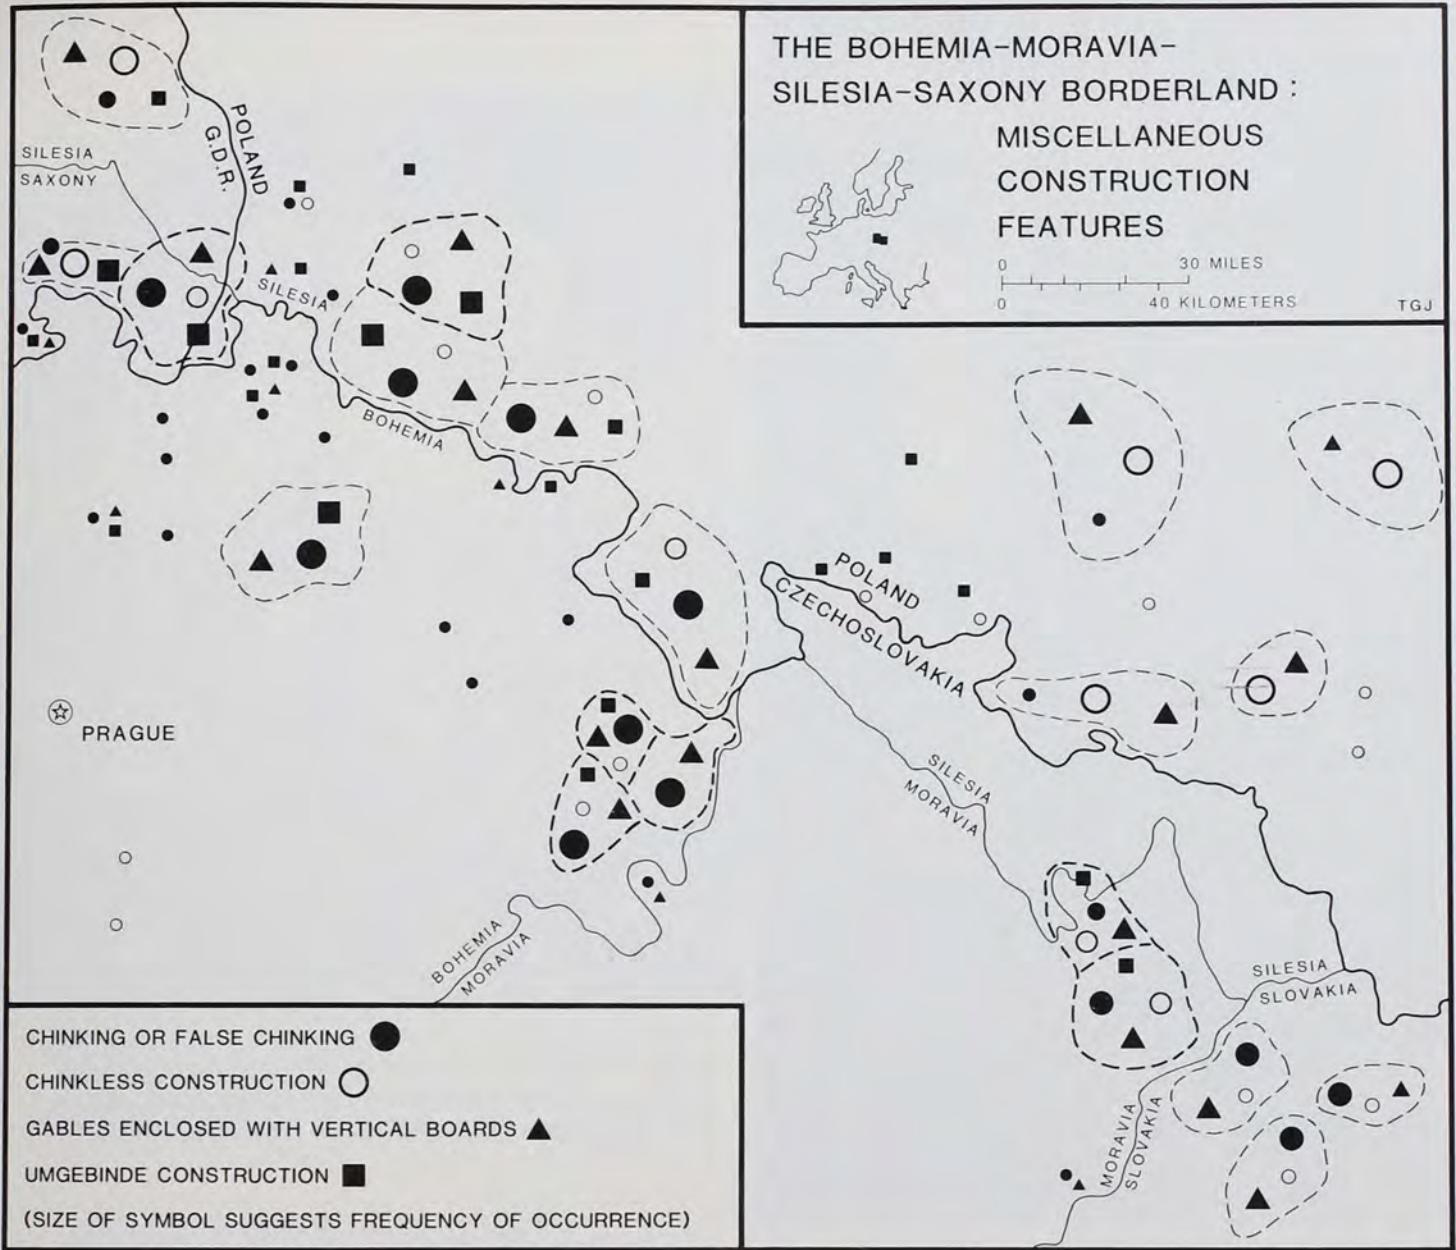 THE BOHEMIA-MORAVIA-
SILESIA-SAXONY BORDERLAND :
MISCELLANEOUS
CONSTRUCTION
FEATURES
0 30 MILES
0 40 KILOMETERS
TGJ
POLAND
G.D.R.
SILESIA
SAXONY
SILESIA
BOHEMIA
POLAND
CZECHOSLOVAKIA
PRAGUE
SILESIA
MORAVIA
BOHEMIA
MORAVIA
SILESIA
SLOVAKIA
MORAVIA
SLOVAKIA
CHINKING OR FALSE CHINKING
CHINKLESS CONSTRUCTION
GABLES ENCLOSED WITH VERTICAL BOARDS
UMGEBINDE CONSTRUCTION
(SIZE OF SYMBOL SUGGESTS FREQUENCY OF OCCURRENCE)